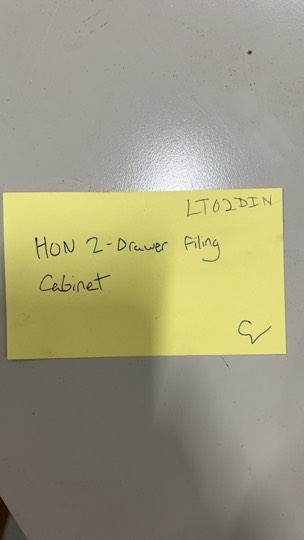 LT02DIN
HON 2-Drawer Filing
Cabinet